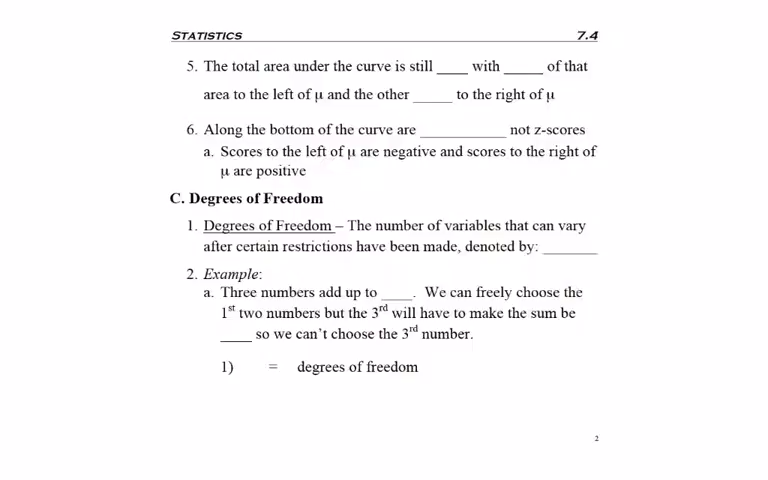 STATISTICS 7.4
5. The total area under the curve is still ____ with _____ of that
area to the left of μ and the other _____ to the right of μ
6. Along the bottom of the curve are ___________ not z-scores
a. Scores to the left of μ are negative and scores to the right of
μ are positive
C. Degrees of Freedom
1. Degrees of Freedom – The number of variables that can vary
after certain restrictions have been made, denoted by: _______
2. Example:
a. Three numbers add up to ____. We can freely choose the
1st two numbers but the 3rd will have to make the sum be
____ so we can't choose the 3rd number.
1) = degrees of freedom
2